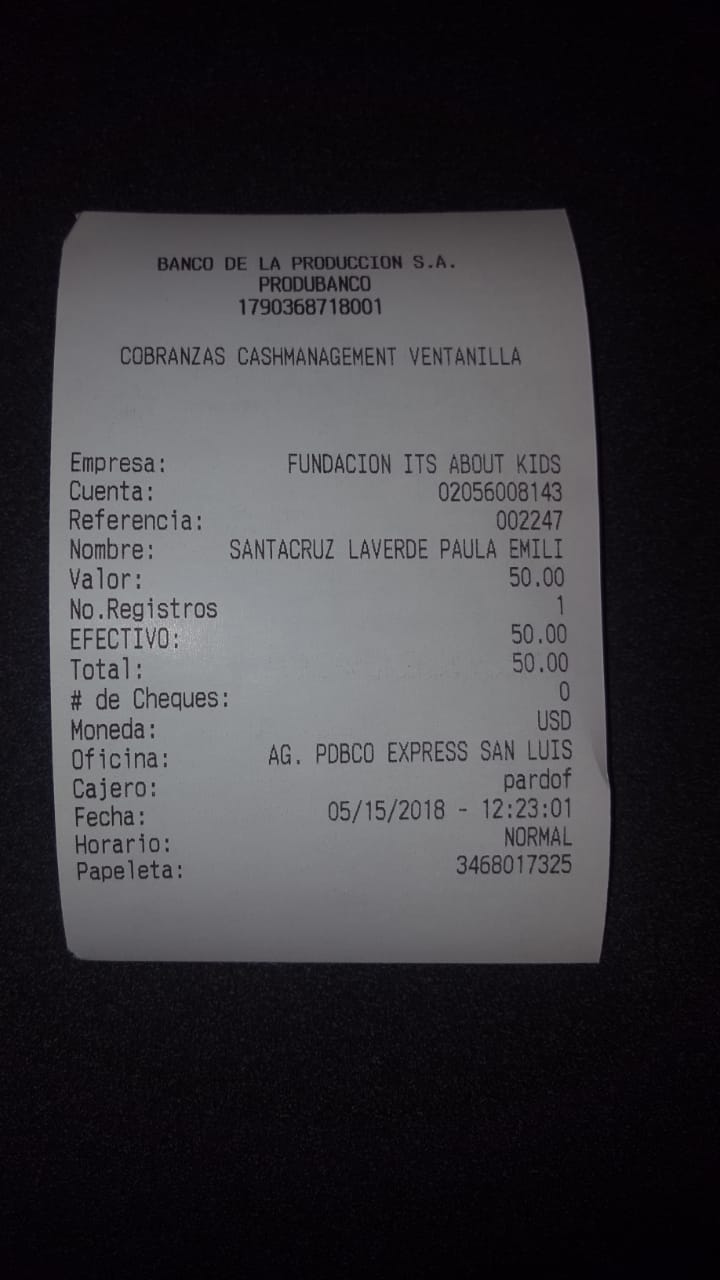 BANCO DE LA PRODUCCION S.A.
PRODUBANCO
1790368718001
COBRANZAS CASHMANAGEMENT VENTANILLA
Empresa: FUNDACION ITS ABOUT KIDS
Cuenta: 02056008143
Referencia: 002247
Nombre: SANTACRUZ LAVERDE PAULA EMILI
Valor: 50.00
No.Registros 1
EFECTIVO: 50.00
Total: 50.00
# de Cheques: 0
Moneda: USD
Oficina: AG. PDBCO EXPRESS SAN LUIS
Cajero: pardof
Fecha: 05/15/2018 - 12:23:01
Horario: NORMAL
Papeleta: 3468017325